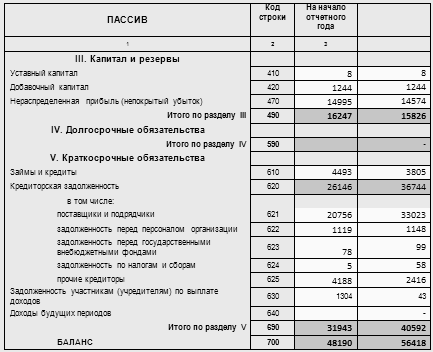 ПАССИВ Код строки На начало отчетного года
1 2 3
III. Капитал и резервы
Уставный капитал 410 8 8
Добавочный капитал 420 1244 1244
Нераспределенная прибыль (непокрытый убыток) 470 14995 14574
Итого по разделу III 490 16247 15826
IV. Долгосрочные обязательства
Итого по разделу IV 590 -
V. Краткосрочные обязательства
Займы и кредиты 610 4493 3805
Кредиторская задолженность 620 26146 36744
в том числе:
поставщики и подрядчики 621 20756 33023
задолженность перед персоналом организации 622 1119 1148
задолженность перед государственными
внебюджетными фондами 623 78 99
задолженность по налогам и сборам 624 5 58
прочие кредиторы 625 4188 2416
Задолженность участникам (учредителям) по выплате
доходов 630 1304 43
Доходы будущих периодов 640 -
Итого по разделу V 690 31943 40592
БАЛАНС 700 48190 56418